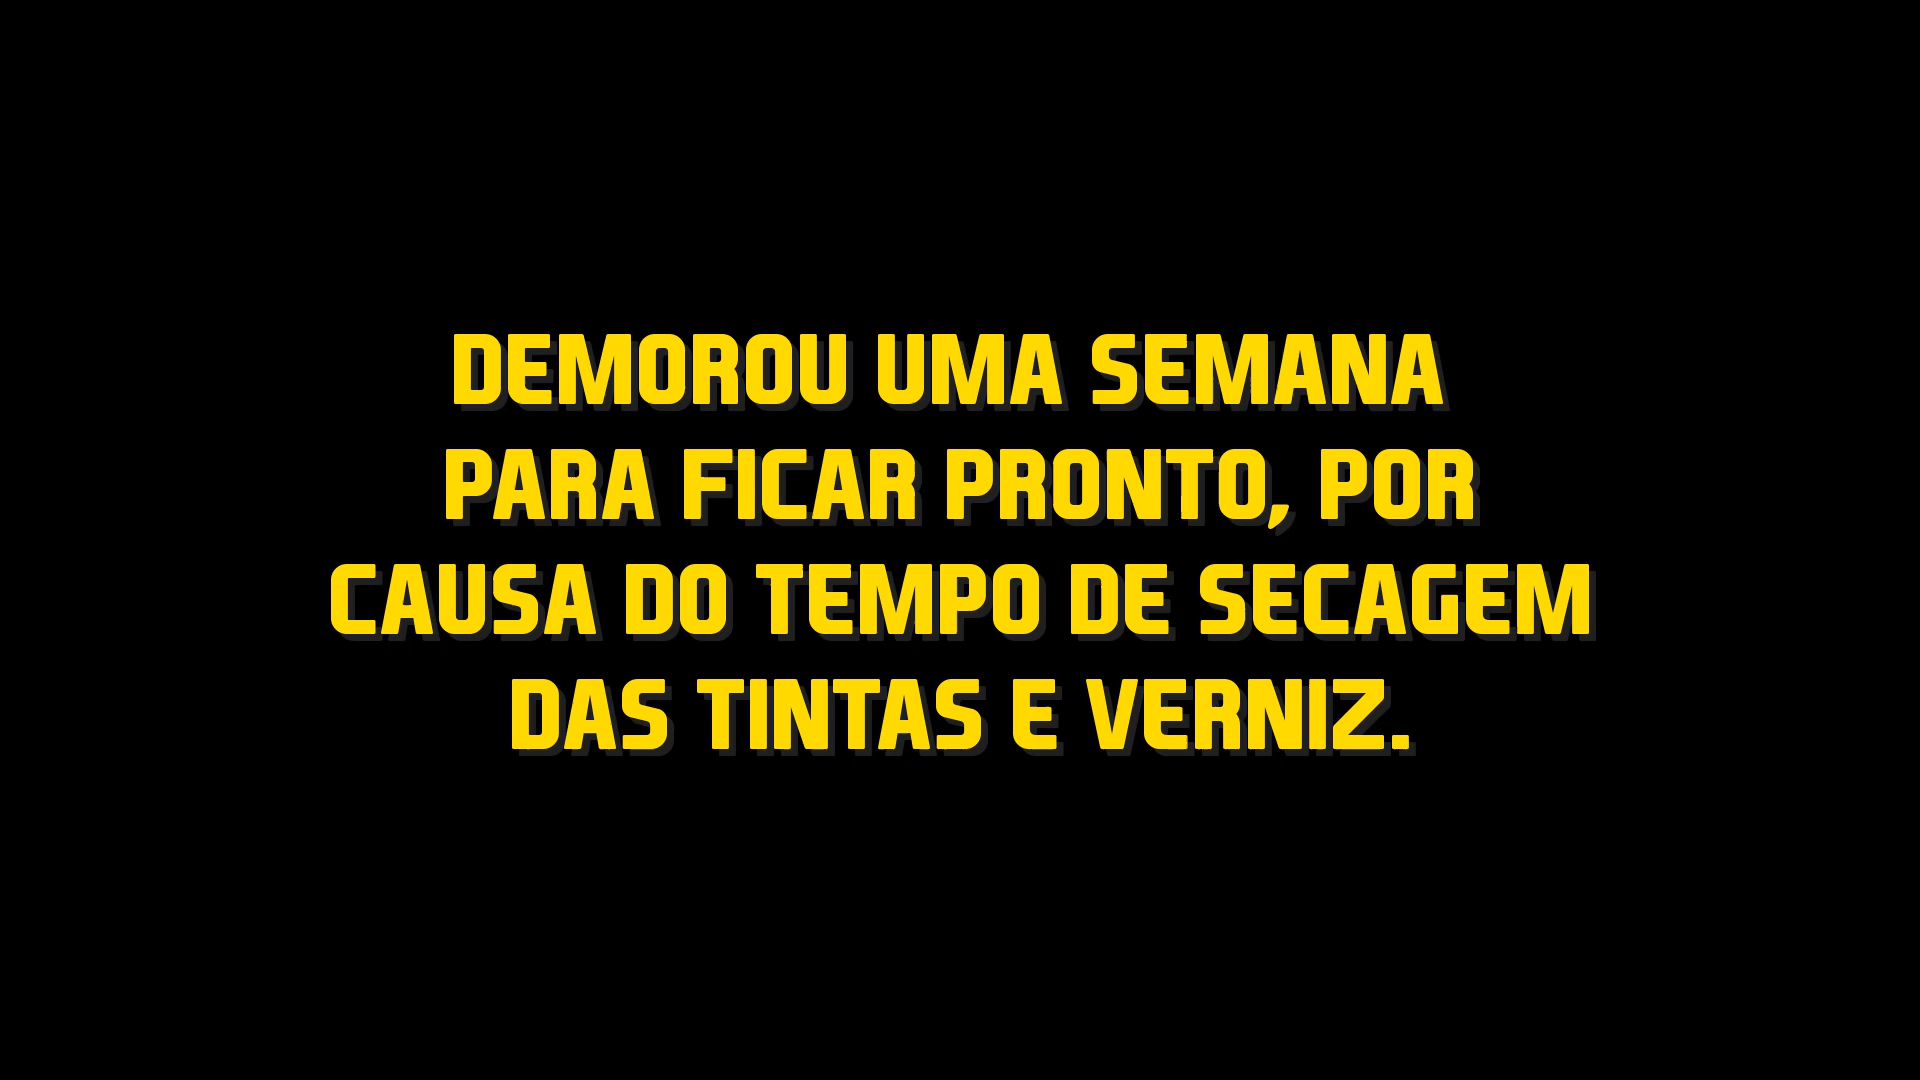 DEMOROU UMA SEMANA
PARA FICAR PRONTO, POR
CAUSA DO TEMPO DE SECAGEM
DAS TINTAS E VERNIZ.